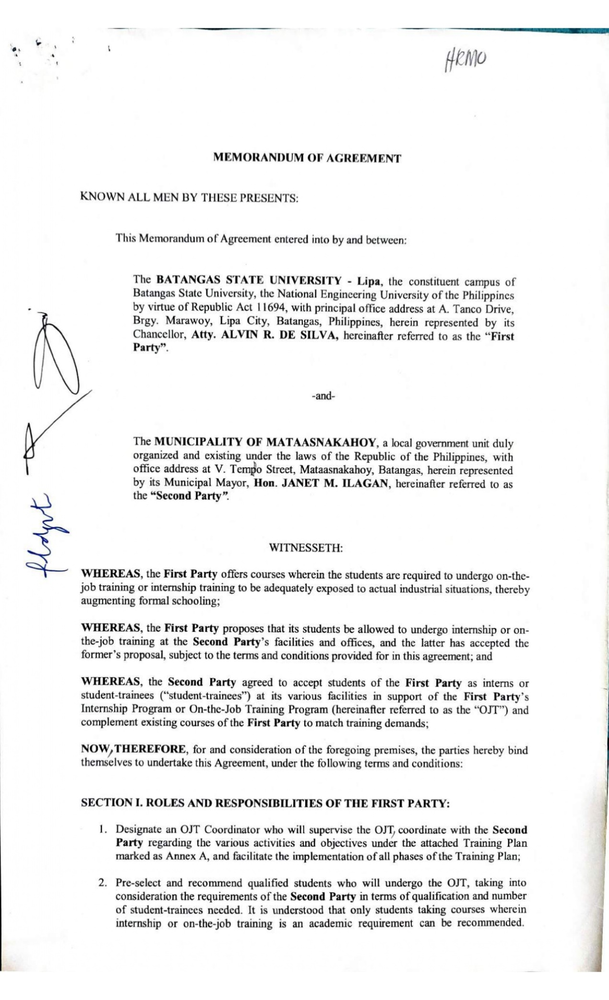 HRMO
MEMORANDUM OF AGREEMENT
KNOWN ALL MEN BY THESE PRESENTS:
This Memorandum of Agreement entered into by and between:
The BATANGAS STATE UNIVERSITY - Lipa, the constituent campus of
Batangas State University, the National Engineering University of the Philippines
by virtue of Republic Act 11694, with principal office address at A. Tanco Drive,
Brgy. Marawoy, Lipa City, Batangas, Philippines, herein represented by its
Chancellor, Atty. ALVIN R. DE SILVA, hereinafter referred to as the “First
Party”.
-and-
The MUNICIPALITY OF MATAASNAKAHOY, a local government unit duly
organized and existing under the laws of the Republic of the Philippines, with
office address at V. Tempo Street, Mataasnakahoy, Batangas, herein represented
by its Municipal Mayor, Hon. JANET M. ILAGAN, hereinafter referred to as
the “Second Party”.
WITNESSETH:
WHEREAS, the First Party offers courses wherein the students are required to undergo on-the-
job training or internship training to be adequately exposed to actual industrial situations, thereby
augmenting formal schooling;
WHEREAS, the First Party proposes that its students be allowed to undergo internship or on-
the-job training at the Second Party’s facilities and offices, and the latter has accepted the
former’s proposal, subject to the terms and conditions provided for in this agreement; and
WHEREAS, the Second Party agreed to accept students of the First Party as interns or
student-trainees (“student-trainees”) at its various facilities in support of the First Party’s
Internship Program or On-the-Job Training Program (hereinafter referred to as the “OJT”) and
complement existing courses of the First Party to match training demands;
NOW, THEREFORE, for and consideration of the foregoing premises, the parties hereby bind
themselves to undertake this Agreement, under the following terms and conditions:
SECTION I. ROLES AND RESPONSIBILITIES OF THE FIRST PARTY:
1. Designate an OJT Coordinator who will supervise the OJT, coordinate with the Second
Party regarding the various activities and objectives under the attached Training Plan
marked as Annex A, and facilitate the implementation of all phases of the Training Plan;
2. Pre-select and recommend qualified students who will undergo the OJT, taking into
consideration the requirements of the Second Party in terms of qualification and number
of student-trainees needed. It is understood that only students taking courses wherein
internship or on-the-job training is an academic requirement can be recommended.